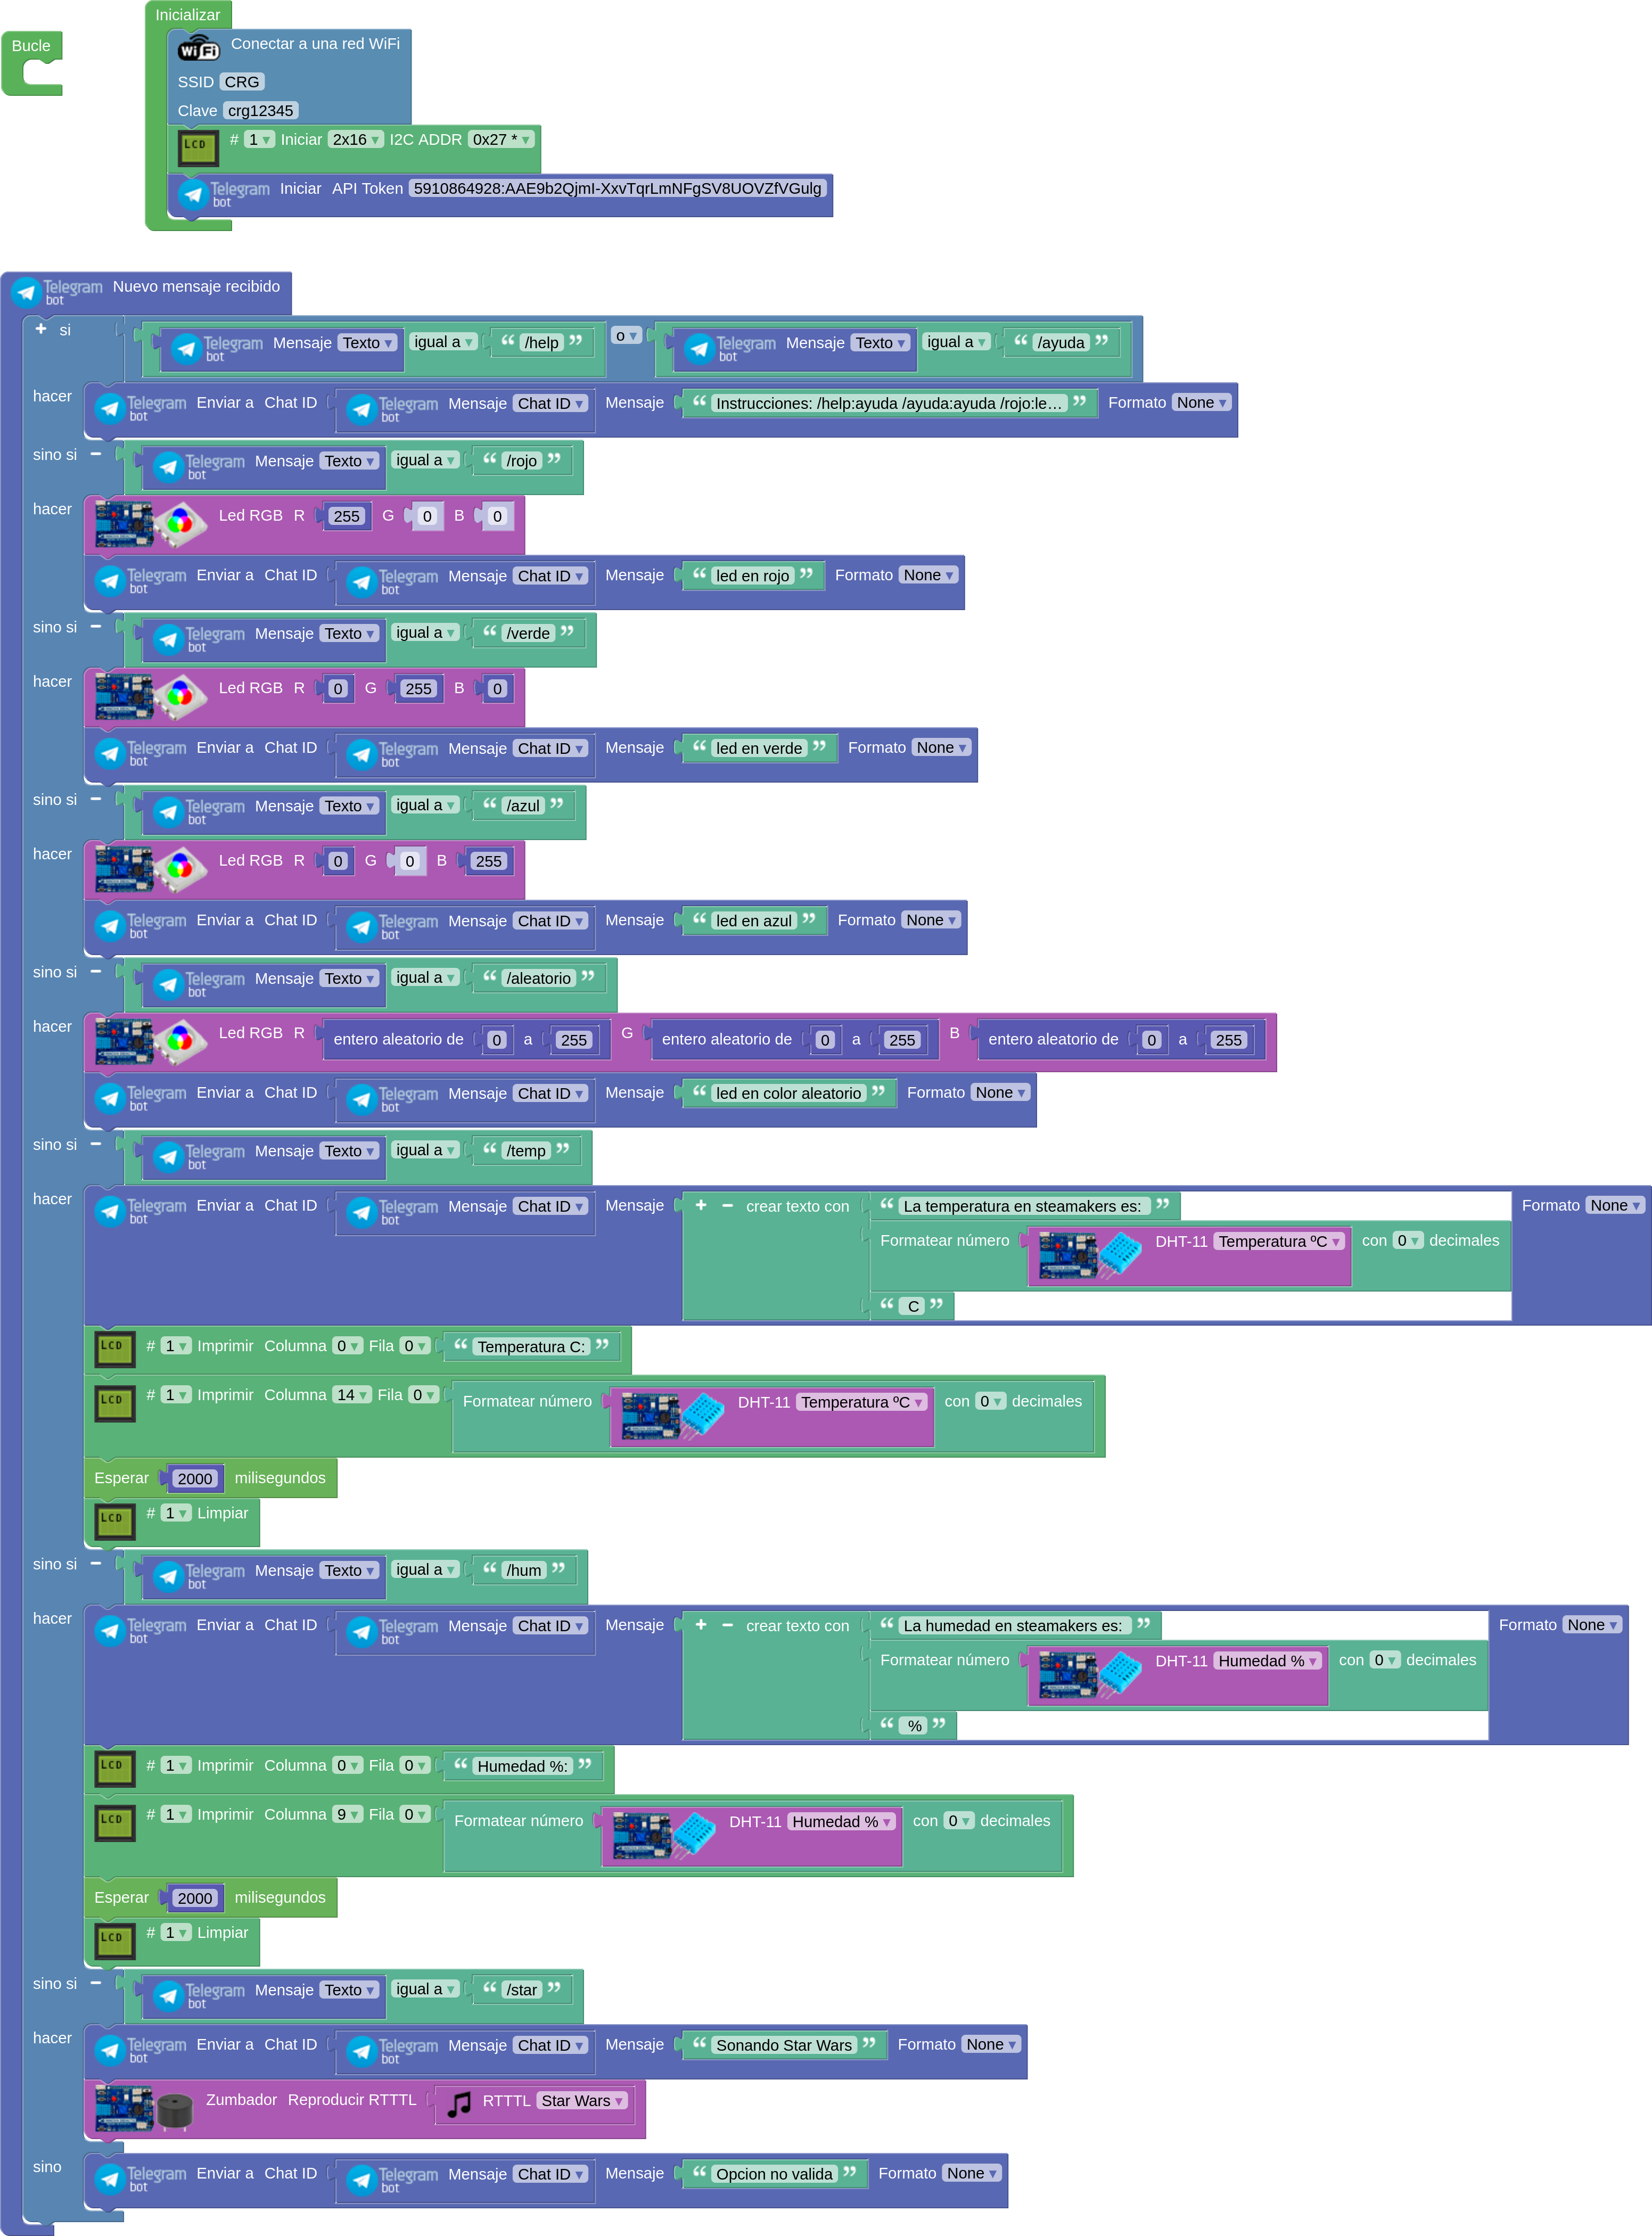 Inicializar
Bucle
WiFi Conectar a una red WiFi
SSID CRG
Clave crg12345
LCD # 1 Iniciar 2x16 I2C ADDR 0x27 *
Telegram bot Iniciar API Token 5910864928:AAE9b2QjmI-XxvTqrLmNFgSV8UOVZfVGulg
Telegram bot Nuevo mensaje recibido
si Telegram bot Mensaje Texto igual a “ /help ” o Telegram bot Mensaje Texto igual a “ /ayuda ”
hacer Telegram bot Enviar a Chat ID Telegram bot Mensaje Chat ID Mensaje “ Instrucciones: /help:ayuda /ayuda:ayuda /rojo:le… ” Formato None
sino si Telegram bot Mensaje Texto igual a “ /rojo ”
hacer Led RGB R 255 G 0 B 0
Telegram bot Enviar a Chat ID Telegram bot Mensaje Chat ID Mensaje “ led en rojo ” Formato None
sino si Telegram bot Mensaje Texto igual a “ /verde ”
hacer Led RGB R 0 G 255 B 0
Telegram bot Enviar a Chat ID Telegram bot Mensaje Chat ID Mensaje “ led en verde ” Formato None
sino si Telegram bot Mensaje Texto igual a “ /azul ”
hacer Led RGB R 0 G 0 B 255
Telegram bot Enviar a Chat ID Telegram bot Mensaje Chat ID Mensaje “ led en azul ” Formato None
sino si Telegram bot Mensaje Texto igual a “ /aleatorio ”
hacer Led RGB R entero aleatorio de 0 a 255 G entero aleatorio de 0 a 255 B entero aleatorio de 0 a 255
Telegram bot Enviar a Chat ID Telegram bot Mensaje Chat ID Mensaje “ led en color aleatorio ” Formato None
sino si Telegram bot Mensaje Texto igual a “ /temp ”
hacer Telegram bot Enviar a Chat ID Telegram bot Mensaje Chat ID Mensaje crear texto con “ La temperatura en steamakers es: ” Formato None
Formatear número DHT-11 Temperatura ºC con 0 decimales
“ C ”
LCD # 1 Imprimir Columna 0 Fila 0 “ Temperatura C: ”
LCD # 1 Imprimir Columna 14 Fila 0 Formatear número DHT-11 Temperatura ºC con 0 decimales
Esperar 2000 milisegundos
LCD # 1 Limpiar
sino si Telegram bot Mensaje Texto igual a “ /hum ”
hacer Telegram bot Enviar a Chat ID Telegram bot Mensaje Chat ID Mensaje crear texto con “ La humedad en steamakers es: ” Formato None
Formatear número DHT-11 Humedad % con 0 decimales
“ % ”
LCD # 1 Imprimir Columna 0 Fila 0 “ Humedad %: ”
LCD # 1 Imprimir Columna 9 Fila 0 Formatear número DHT-11 Humedad % con 0 decimales
Esperar 2000 milisegundos
LCD # 1 Limpiar
sino si Telegram bot Mensaje Texto igual a “ /star ”
hacer Telegram bot Enviar a Chat ID Telegram bot Mensaje Chat ID Mensaje “ Sonando Star Wars ” Formato None
Zumbador Reproducir RTTTL RTTTL Star Wars
sino Telegram bot Enviar a Chat ID Telegram bot Mensaje Chat ID Mensaje “ Opcion no valida ” Formato None